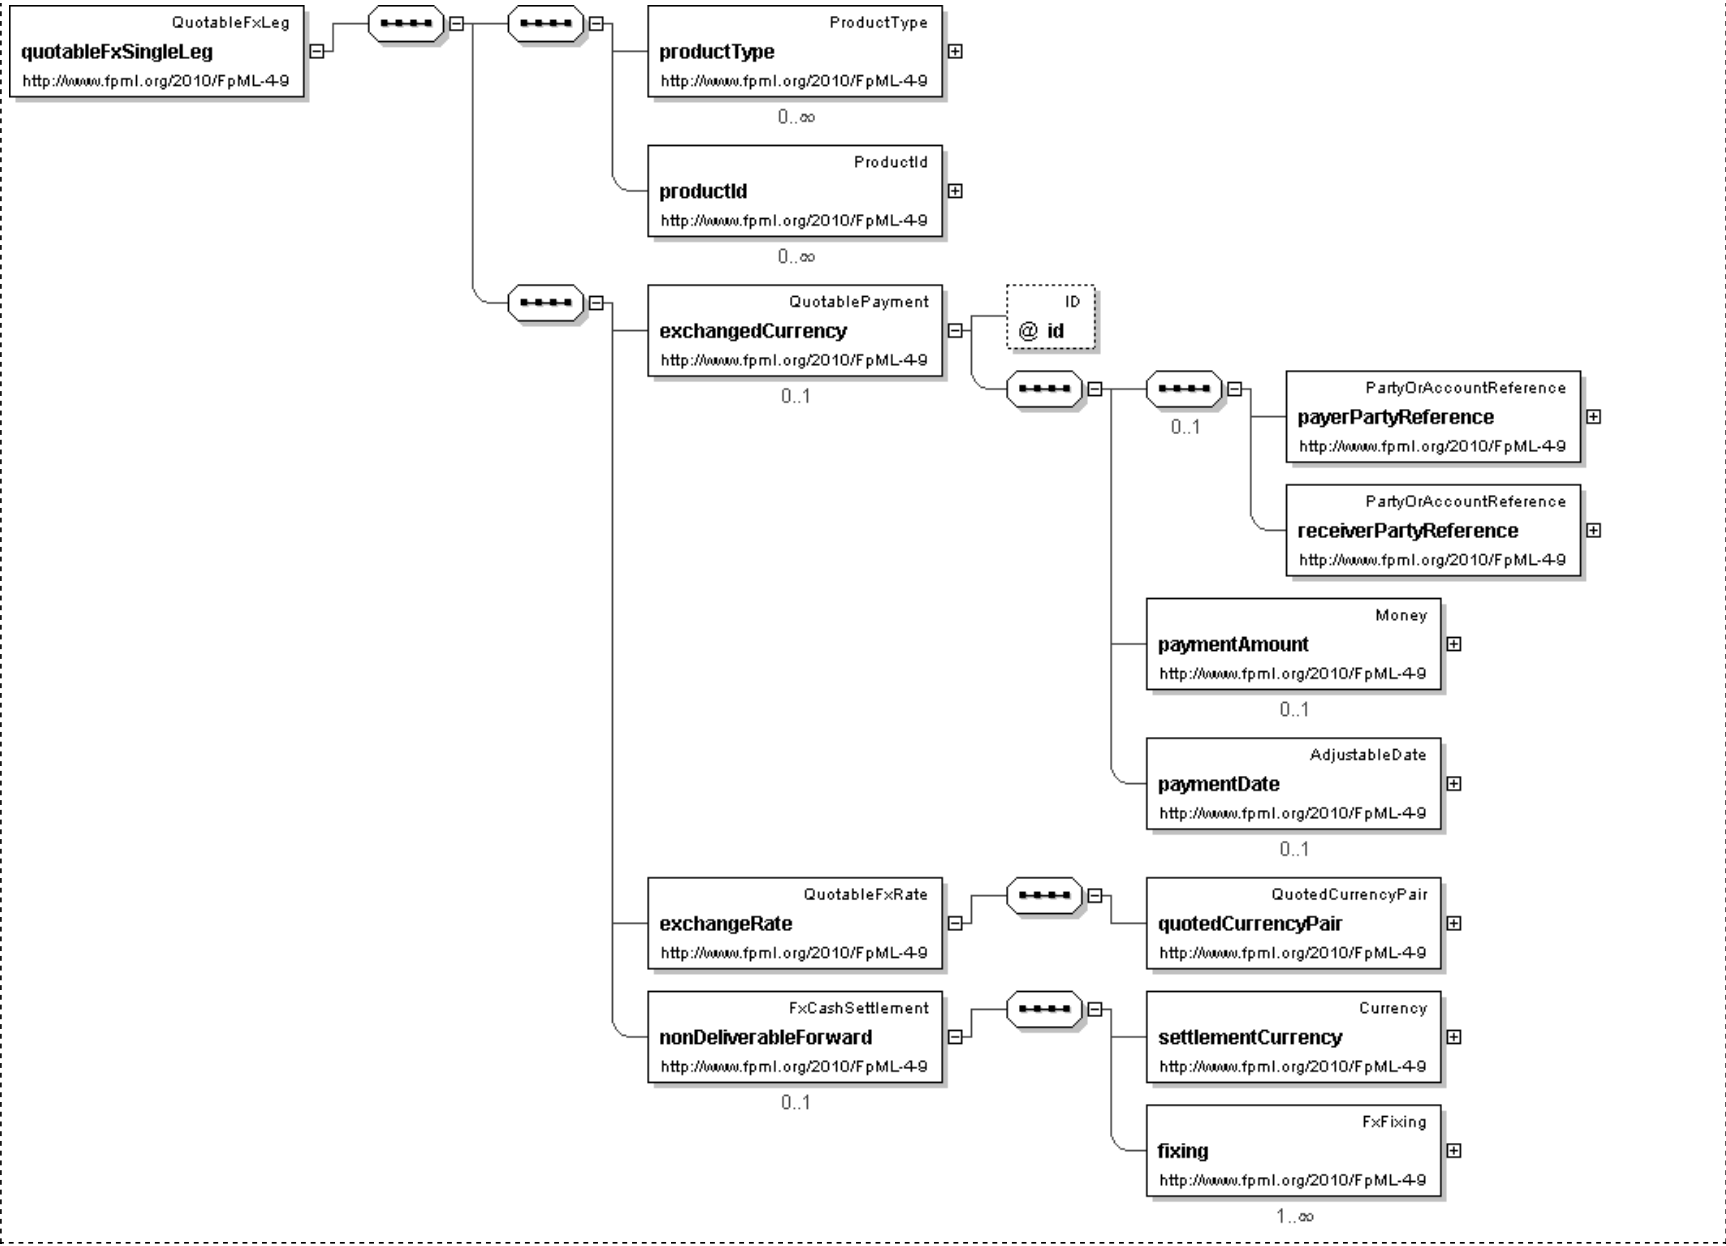 QuotableFxLeg
quotableFxSingleLeg
http://www.fpml.org/2010/FpML-4-9
ProductType
productType
http://www.fpml.org/2010/FpML-4-9
0..∞
ProductId
productId
http://www.fpml.org/2010/FpML-4-9
0..∞
QuotablePayment
exchangedCurrency
http://www.fpml.org/2010/FpML-4-9
0..1
ID
@ id
0..1
PartyOrAccountReference
payerPartyReference
http://www.fpml.org/2010/FpML-4-9
PartyOrAccountReference
receiverPartyReference
http://www.fpml.org/2010/FpML-4-9
Money
paymentAmount
http://www.fpml.org/2010/FpML-4-9
0..1
AdjustableDate
paymentDate
http://www.fpml.org/2010/FpML-4-9
0..1
QuotableFxRate
exchangeRate
http://www.fpml.org/2010/FpML-4-9
QuotedCurrencyPair
quotedCurrencyPair
http://www.fpml.org/2010/FpML-4-9
FxCashSettlement
nonDeliverableForward
http://www.fpml.org/2010/FpML-4-9
0..1
Currency
settlementCurrency
http://www.fpml.org/2010/FpML-4-9
FxFixing
fixing
http://www.fpml.org/2010/FpML-4-9
1..∞